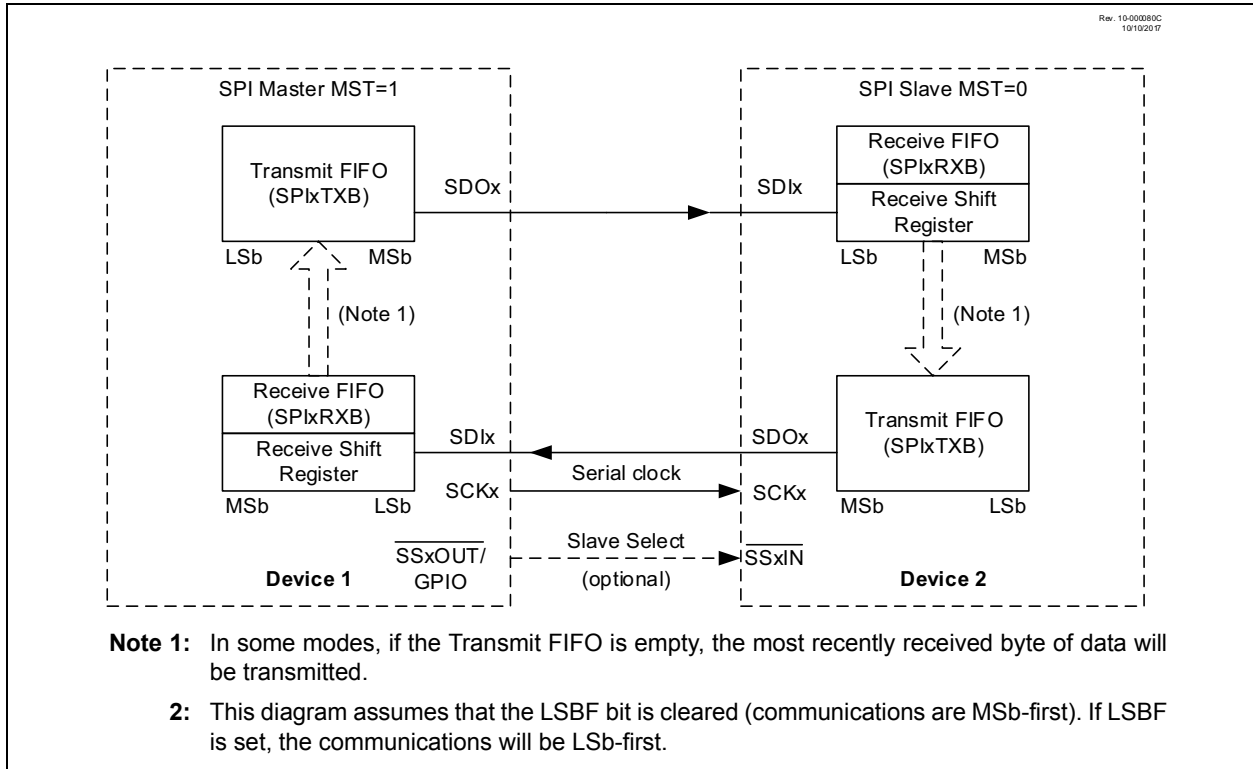 Rev. 10-000080C
10/10/2017
SPI Master MST=1
SPI Slave MST=0
Transmit FIFO
(SPIxTXB)
SDOx
SDIx
Receive FIFO
(SPIxRXB)
Receive Shift
Register
LSb
MSb
LSb
MSb
(Note 1)
(Note 1)
Receive FIFO
(SPIxRXB)
Receive Shift
Register
SDIx
SDOx
Transmit FIFO
(SPIxTXB)
MSb
LSb
SCKx
Serial clock
SCKx
MSb
LSb
SSxOUT/
GPIO
Slave Select
(optional)
SSxIN
Device 1
Device 2
Note 1: In some modes, if the Transmit FIFO is empty, the most recently received byte of data will
be transmitted.
2: This diagram assumes that the LSBF bit is cleared (communications are MSb-first). If LSBF
is set, the communications will be LSb-first.